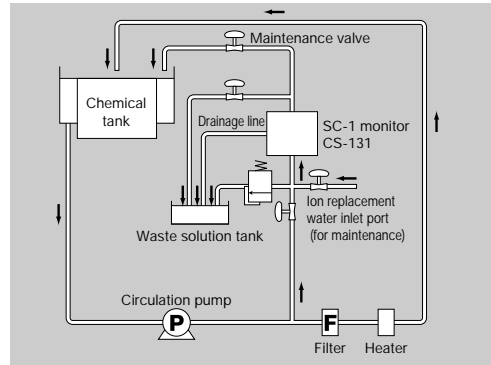 Maintenance valve
Chemical
tank
Drainage line
SC-1 monitor
CS-131
W
Ion replacement
water inlet port
(for maintenance)
Waste solution tank
Circulation pump
P
F
Filter
Heater